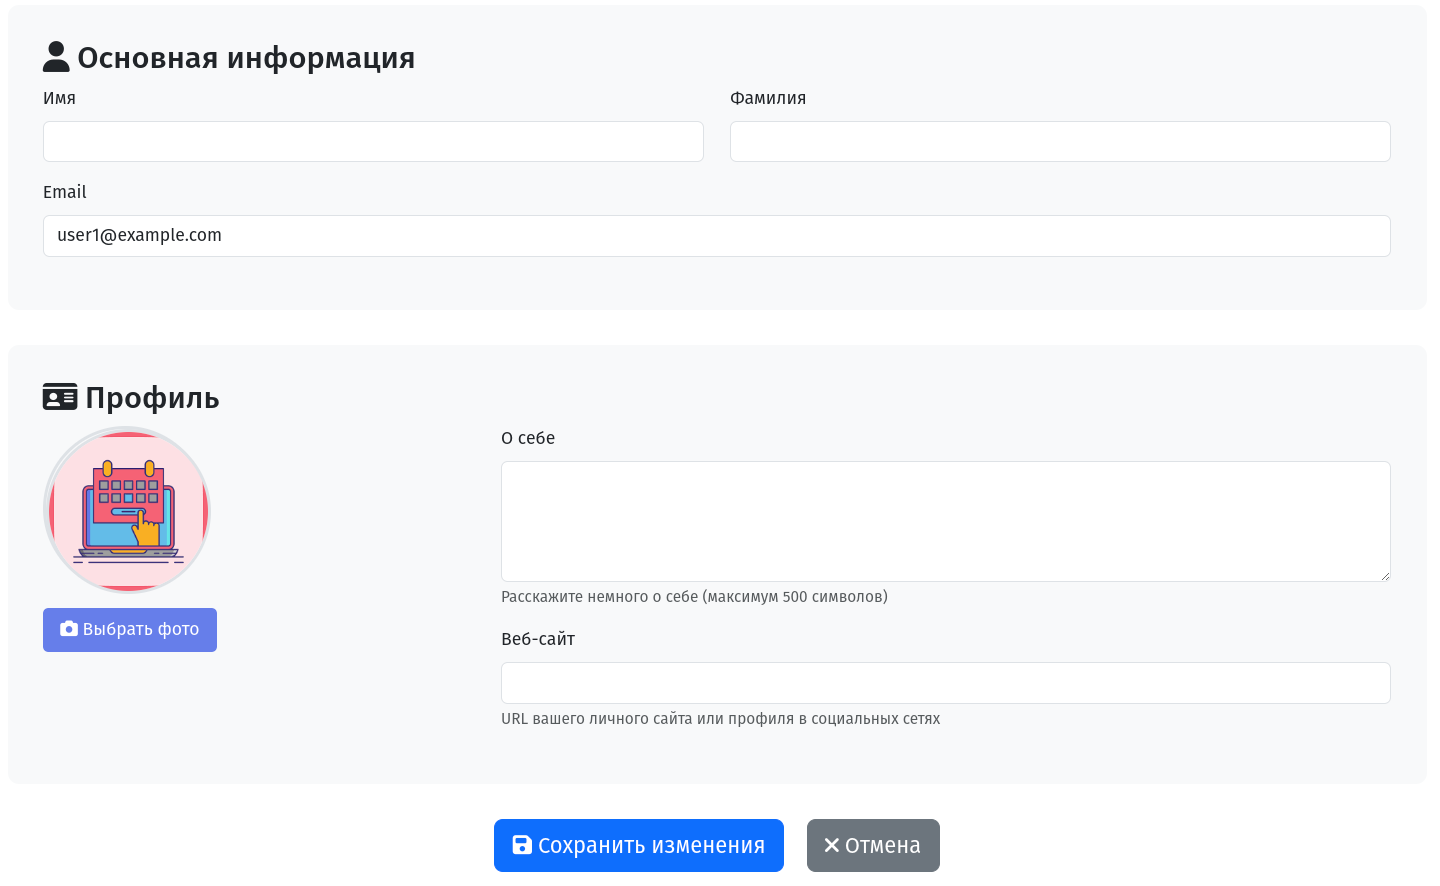 Основная информация
Имя
Фамилия
Email
user1@example.com
Профиль
Выбрать фото
О себе
Расскажите немного о себе (максимум 500 символов)
Веб-сайт
URL вашего личного сайта или профиля в социальных сетях
Сохранить изменения
Отмена